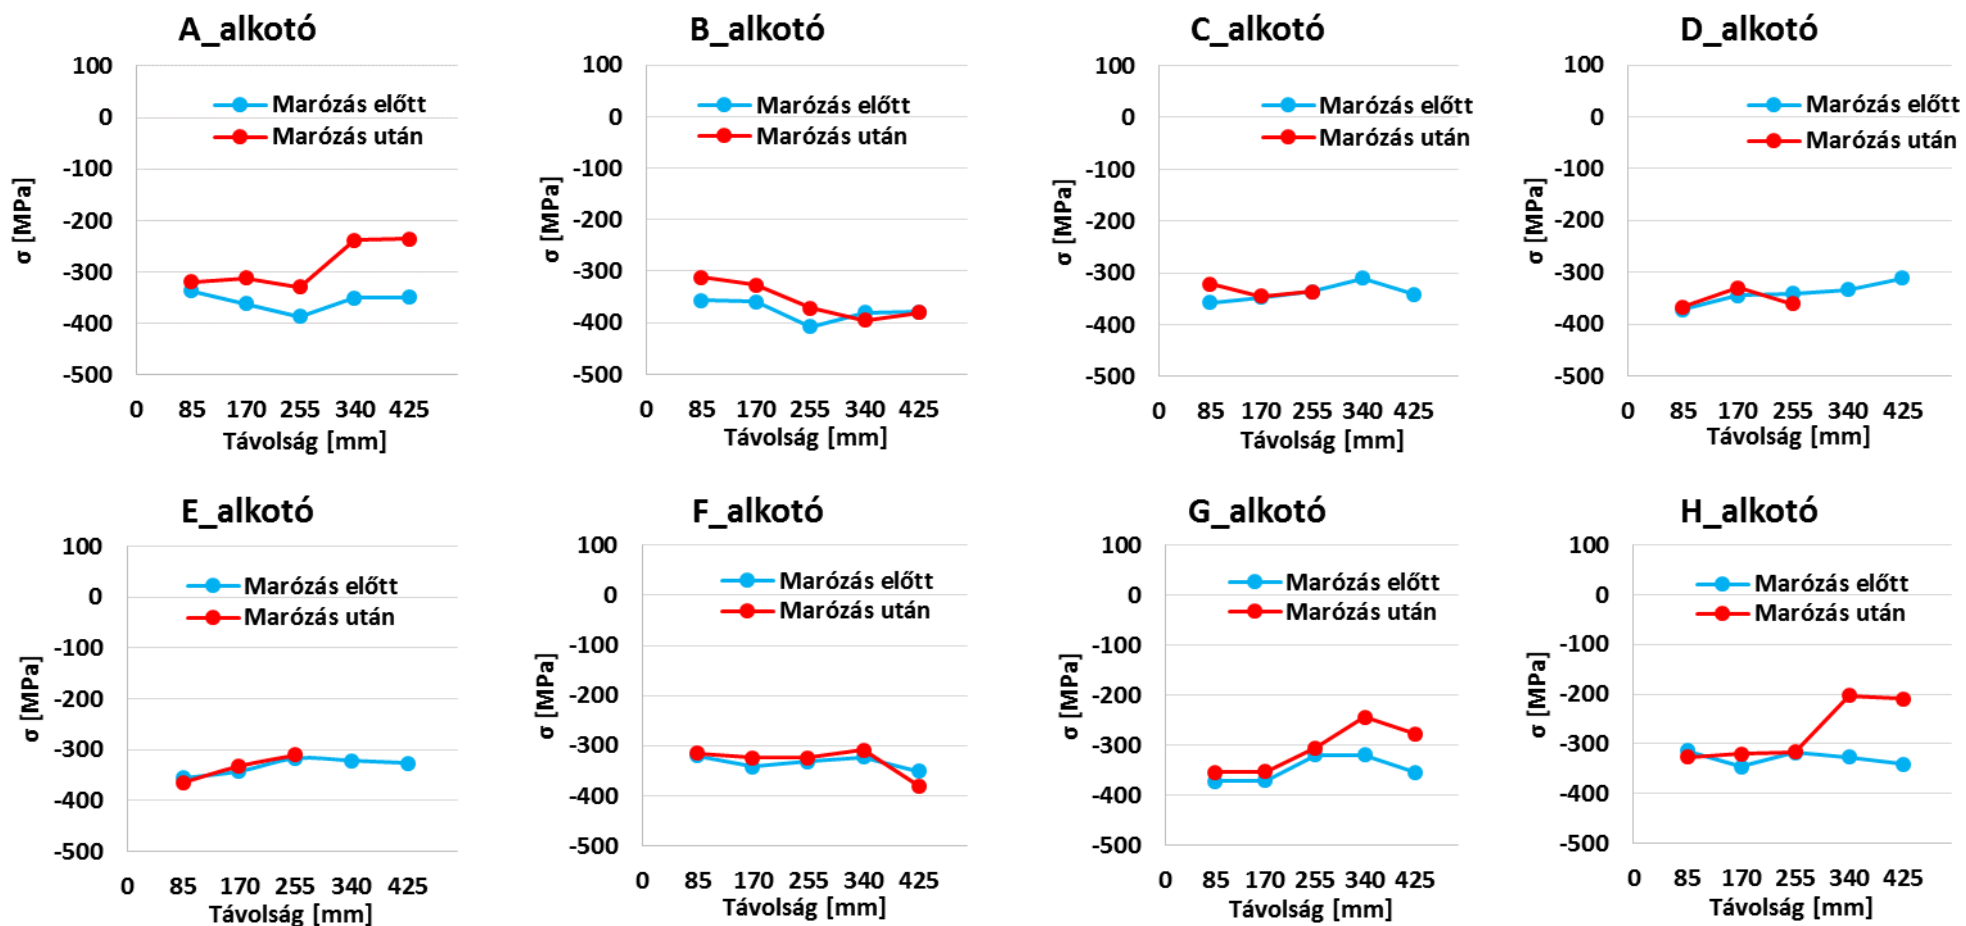 A_alkotó
100
0
-100
-200
-300
-400
-500
σ [MPa]
Marózás előtt
Marózás után
0 85 170 255 340 425
Távolság [mm]
B_alkotó
100
0
-100
-200
-300
-400
-500
σ [MPa]
Marózás előtt
Marózás után
0 85 170 255 340 425
Távolság [mm]
C_alkotó
100
0
-100
-200
-300
-400
-500
σ [MPa]
Marózás előtt
Marózás után
0 85 170 255 340 425
Távolság [mm]
D_alkotó
100
0
-100
-200
-300
-400
-500
σ [MPa]
Marózás előtt
Marózás után
0 85 170 255 340 425
Távolság [mm]
E_alkotó
100
0
-100
-200
-300
-400
-500
σ [MPa]
Marózás előtt
Marózás után
0 85 170 255 340 425
Távolság [mm]
F_alkotó
100
0
-100
-200
-300
-400
-500
σ [MPa]
Marózás előtt
Marózás után
0 85 170 255 340 425
Távolság [mm]
G_alkotó
100
0
-100
-200
-300
-400
-500
σ [MPa]
Marózás előtt
Marózás után
0 85 170 255 340 425
Távolság [mm]
H_alkotó
100
0
-100
-200
-300
-400
-500
σ [MPa]
Marózás előtt
Marózás után
0 85 170 255 340 425
Távolság [mm]